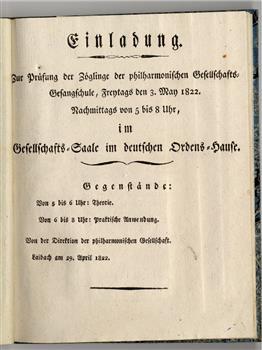 Einladung.
Zur Prüfung der Zöglinge der philharmonischen Gesellschafts-
Gesangschule, Freytags den 3. May 1822.
Nachmittags von 5 bis 8 Uhr,
im
Gesellschafts-Saale im deutschen Ordens-Hause.
Gegenstände:
Von 5 bis 6 Uhr: Theorie.
Von 6 bis 8 Uhr: Praktische Anwendung.
Von der Direktion der philharmonischen Gesellschaft.
Laibach am 29. April 1822.